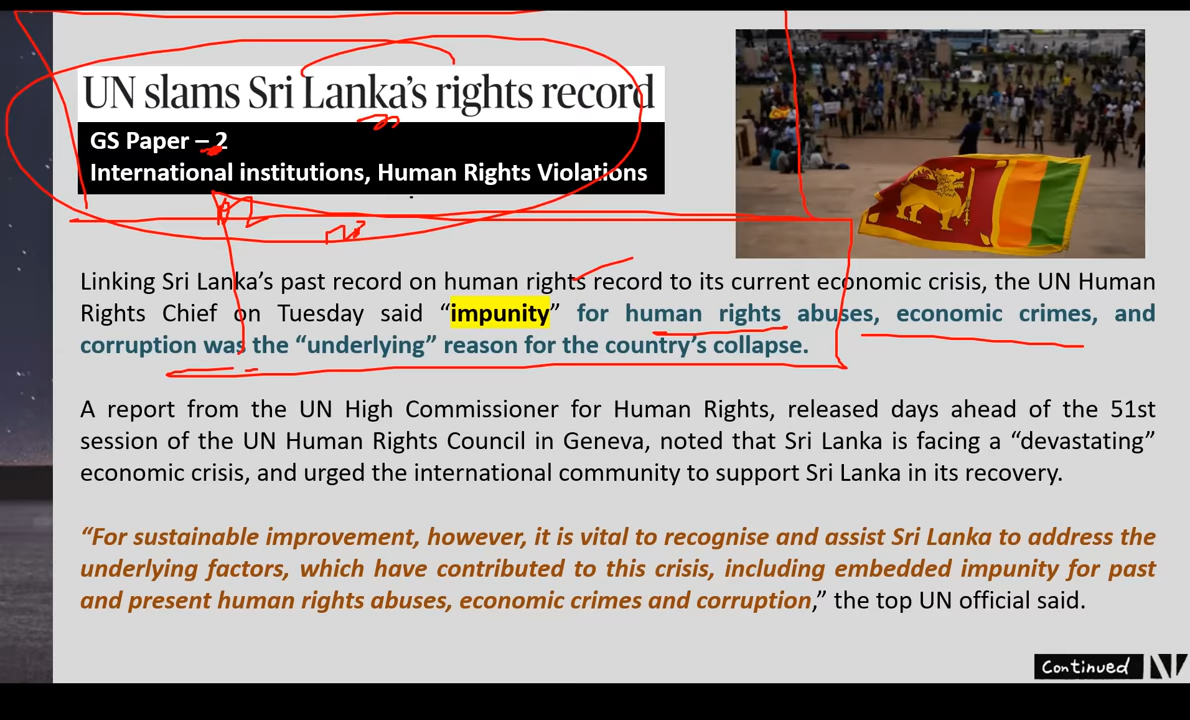 UN slams Sri Lanka's rights record
GS Paper – 2
International institutions, Human Rights Violations
Linking Sri Lanka's past record on human rights record to its current economic crisis, the UN Human
Rights Chief on Tuesday said “impunity” for human rights abuses, economic crimes, and
corruption was the “underlying” reason for the country's collapse.
A report from the UN High Commissioner for Human Rights, released days ahead of the 51st
session of the UN Human Rights Council in Geneva, noted that Sri Lanka is facing a “devastating”
economic crisis, and urged the international community to support Sri Lanka in its recovery.
“For sustainable improvement, however, it is vital to recognise and assist Sri Lanka to address the
underlying factors, which have contributed to this crisis, including embedded impunity for past
and present human rights abuses, economic crimes and corruption,” the top UN official said.
Continued